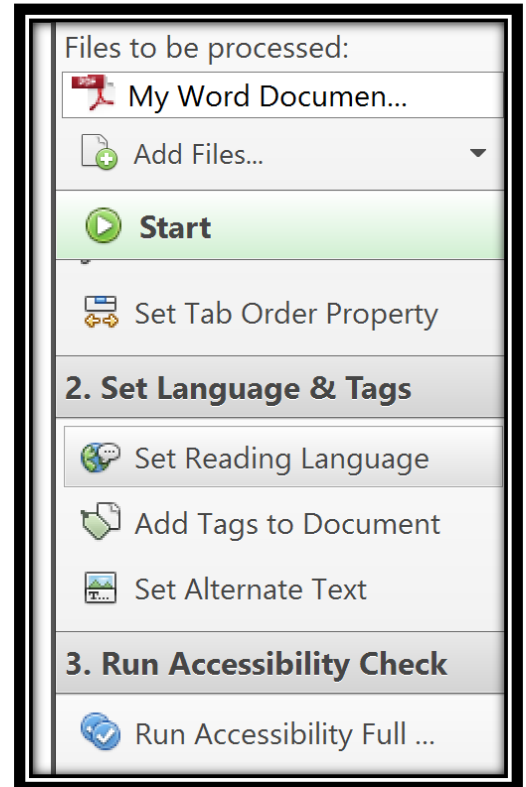 Files to be processed:
My Word Documen...
Add Files...
Start
Set Tab Order Property
2. Set Language & Tags
Set Reading Language
Add Tags to Document
Set Alternate Text
3. Run Accessibility Check
Run Accessibility Full ...